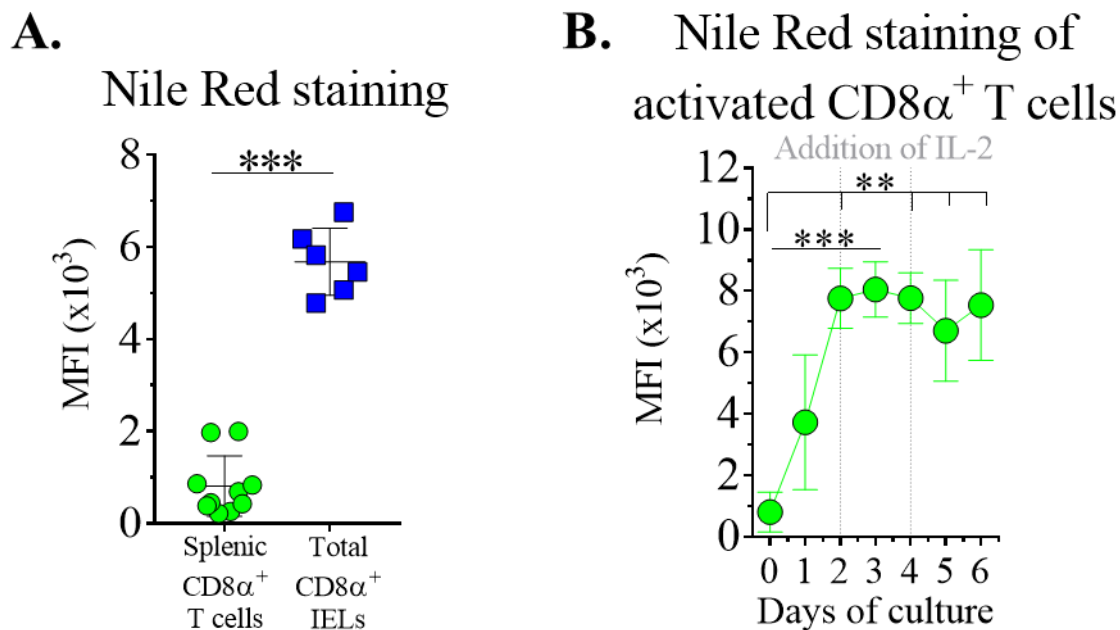 A.
Nile Red staining
***
MFI (x10³)
8
6
4
2
0
Splenic
CD8α⁺
T cells
Total
CD8α⁺
IELs
B.
Nile Red staining of
activated CD8α⁺ T cells
Addition of IL-2
**
***
MFI (x10³)
12
10
8
6
4
2
0
0 1 2 3 4 5 6
Days of culture